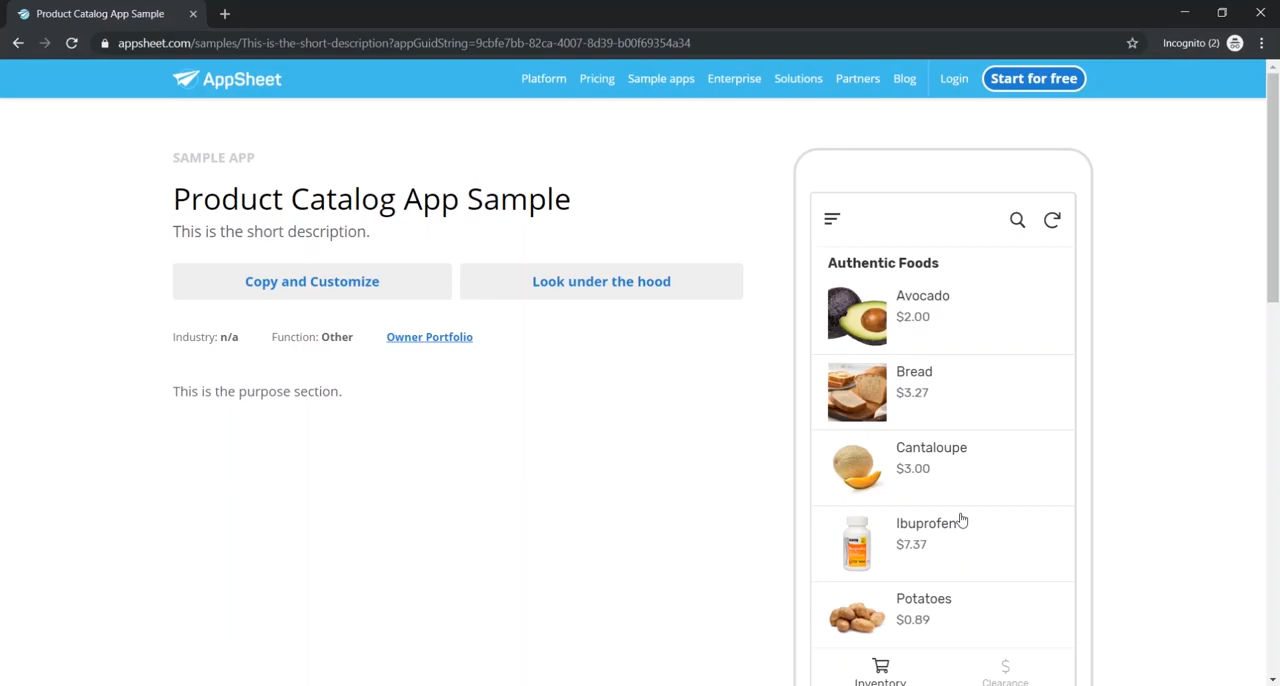 Product Catalog App Sample
appsheet.com/samples/This-is-the-short-description?appGuidString=9cbfe7bb-82ca-4007-8d39-b00f69354a34
Incognito (2)
AppSheet
Platform Pricing Sample apps Enterprise Solutions Partners Blog Login Start for free
SAMPLE APP
Product Catalog App Sample
This is the short description.
Copy and Customize Look under the hood
Industry: n/a Function: Other Owner Portfolio
This is the purpose section.
Authentic Foods
Avocado
$2.00
Bread
$3.27
Cantaloupe
$3.00
Ibuprofen
$7.37
Potatoes
$0.89
Inventory Clearance